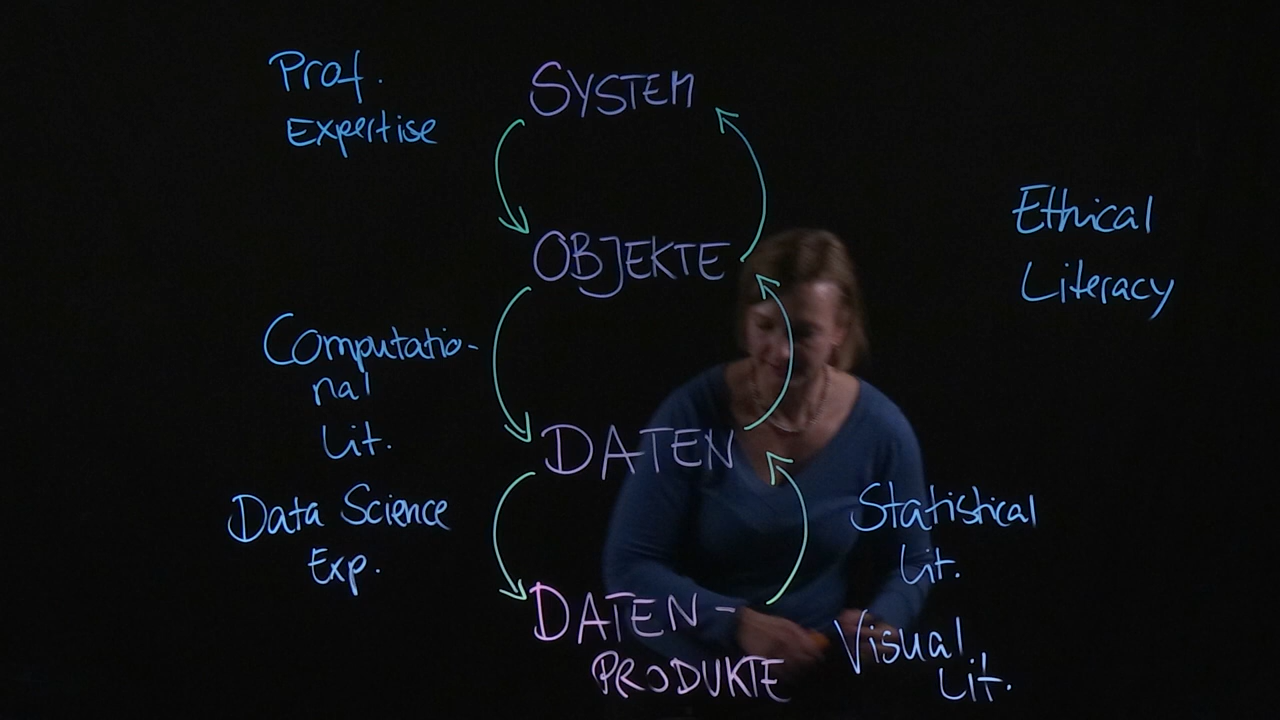 Prof.
Expertise
SYSTEM
OBJEKTE
Ethical
Literacy
Computatio-
nal
Lit.
DATEN
Data Science
Exp.
Statistical
Lit.
DATEN-
PRODUKTE
Visual
Lit.